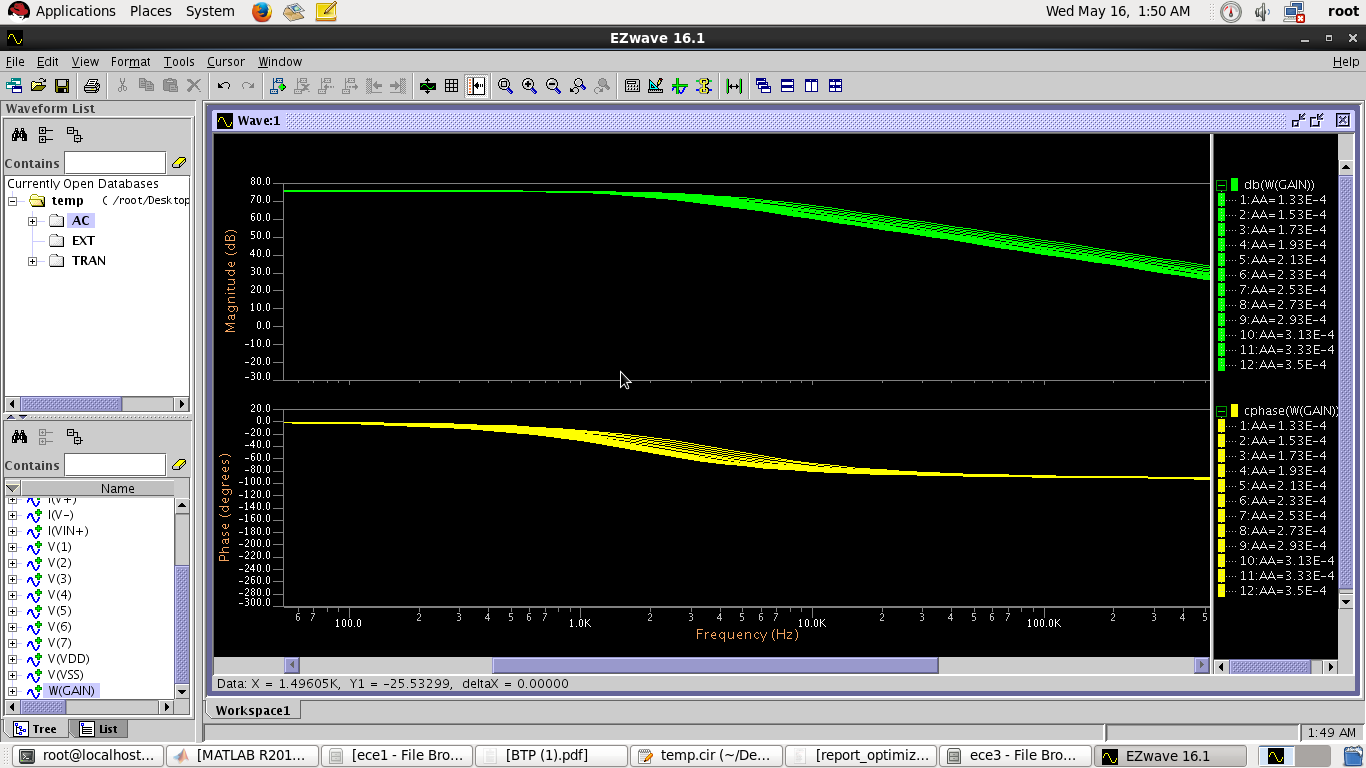 Applications Places System Wed May 16, 1:50 AM root
EZwave 16.1
File Edit View Format Tools Cursor Window Help
Waveform List
Contains
Currently Open Databases
temp ( /root/Desktop
AC
EXT
TRAN
Contains
Name
I(V+)
I(V-)
I(VIN+)
V(1)
V(2)
V(3)
V(4)
V(5)
V(6)
V(7)
V(VDD)
V(VSS)
W(GAIN)
Tree List
Wave:1
Magnitude (dB)
80.0
70.0
60.0
50.0
40.0
30.0
20.0
10.0
0.0
-10.0
-20.0
-30.0
Phase (degrees)
20.0
0.0
-20.0
-40.0
-60.0
-80.0
-100.0
-120.0
-140.0
-160.0
-180.0
-200.0
-220.0
-240.0
-260.0
-280.0
-300.0
6 7 100.0 2 3 4 5 6 7 1.0K 2 3 4 5 6 7 10.0K 2 3 4 5 6 7 100.0K 2 3 4 5
Frequency (Hz)
db(W(GAIN))
1:AA=1.33E-4
2:AA=1.53E-4
3:AA=1.73E-4
4:AA=1.93E-4
5:AA=2.13E-4
6:AA=2.33E-4
7:AA=2.53E-4
8:AA=2.73E-4
9:AA=2.93E-4
10:AA=3.13E-4
11:AA=3.33E-4
12:AA=3.5E-4
cphase(W(GAIN))
1:AA=1.33E-4
2:AA=1.53E-4
3:AA=1.73E-4
4:AA=1.93E-4
5:AA=2.13E-4
6:AA=2.33E-4
7:AA=2.53E-4
8:AA=2.73E-4
9:AA=2.93E-4
10:AA=3.13E-4
11:AA=3.33E-4
12:AA=3.5E-4
Data: X = 1.49605K, Y1 = -25.53299, deltaX = 0.00000
Workspace1
1:49 AM
root@localhost... [MATLAB R201... [ece1 - File Bro... [BTP (1).pdf] temp.cir (~/De... [report_optimiz... ece3 - File Bro... EZwave 16.1